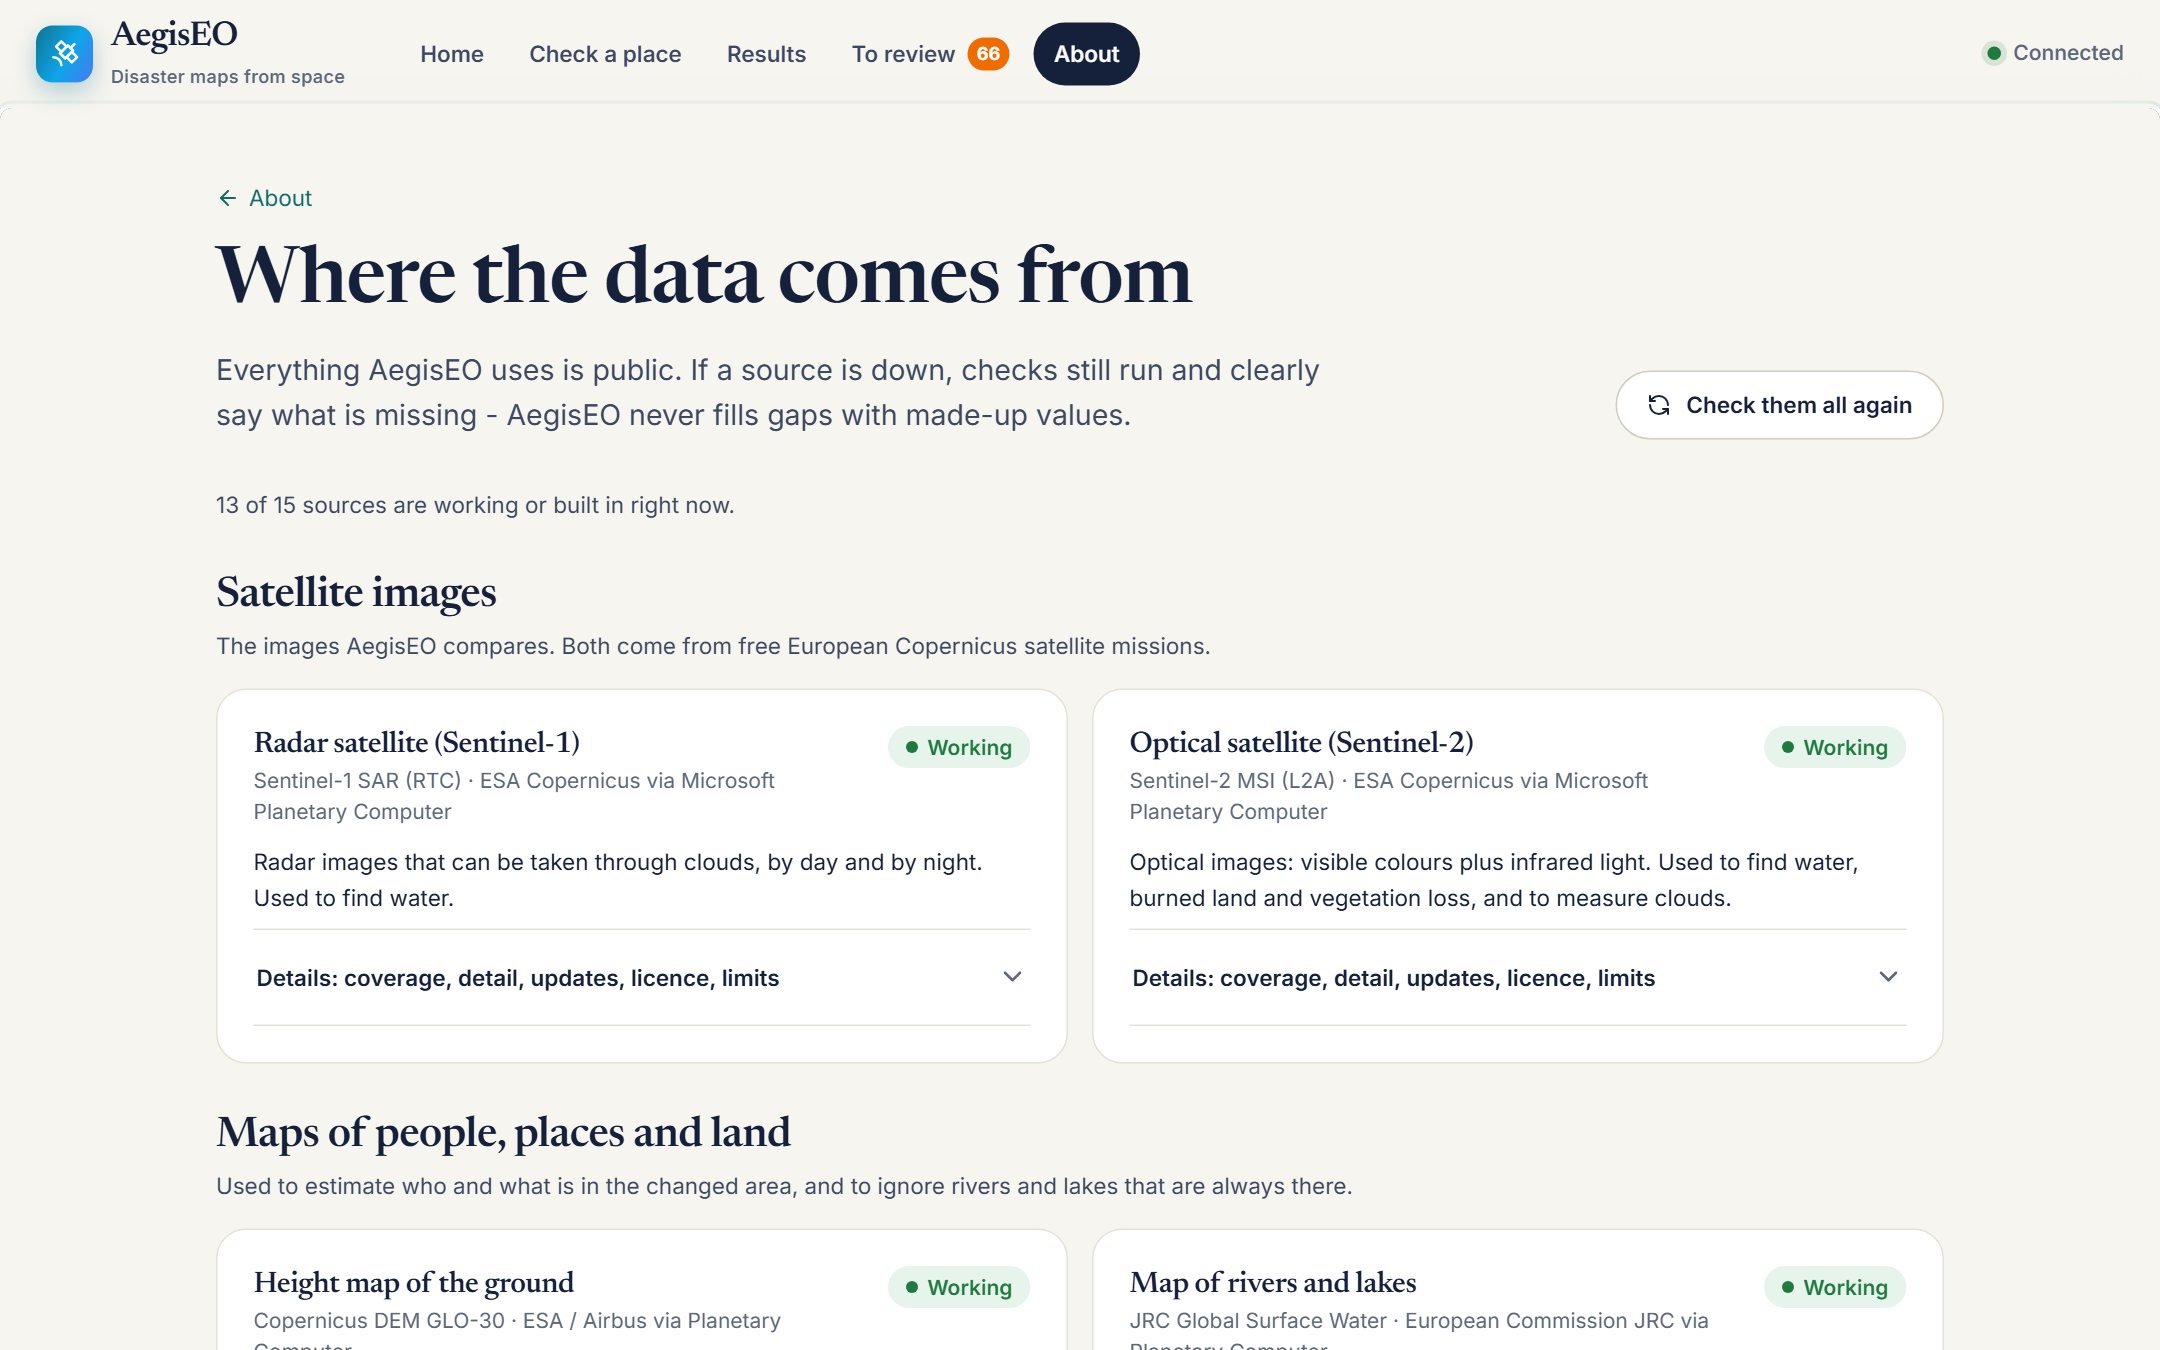 AegisEO
Disaster maps from space
Home
Check a place
Results
To review 66
About
Connected
← About
Where the data comes from
Everything AegisEO uses is public. If a source is down, checks still run and clearly
say what is missing - AegisEO never fills gaps with made-up values.
Check them all again
13 of 15 sources are working or built in right now.
Satellite images
The images AegisEO compares. Both come from free European Copernicus satellite missions.
Radar satellite (Sentinel-1)
Working
Sentinel-1 SAR (RTC) · ESA Copernicus via Microsoft
Planetary Computer
Radar images that can be taken through clouds, by day and by night.
Used to find water.
Details: coverage, detail, updates, licence, limits
Optical satellite (Sentinel-2)
Working
Sentinel-2 MSI (L2A) · ESA Copernicus via Microsoft
Planetary Computer
Optical images: visible colours plus infrared light. Used to find water,
burned land and vegetation loss, and to measure clouds.
Details: coverage, detail, updates, licence, limits
Maps of people, places and land
Used to estimate who and what is in the changed area, and to ignore rivers and lakes that are always there.
Height map of the ground
Working
Copernicus DEM GLO-30 · ESA / Airbus via Planetary
Computer
Map of rivers and lakes
Working
JRC Global Surface Water · European Commission JRC via
Planetary Computer